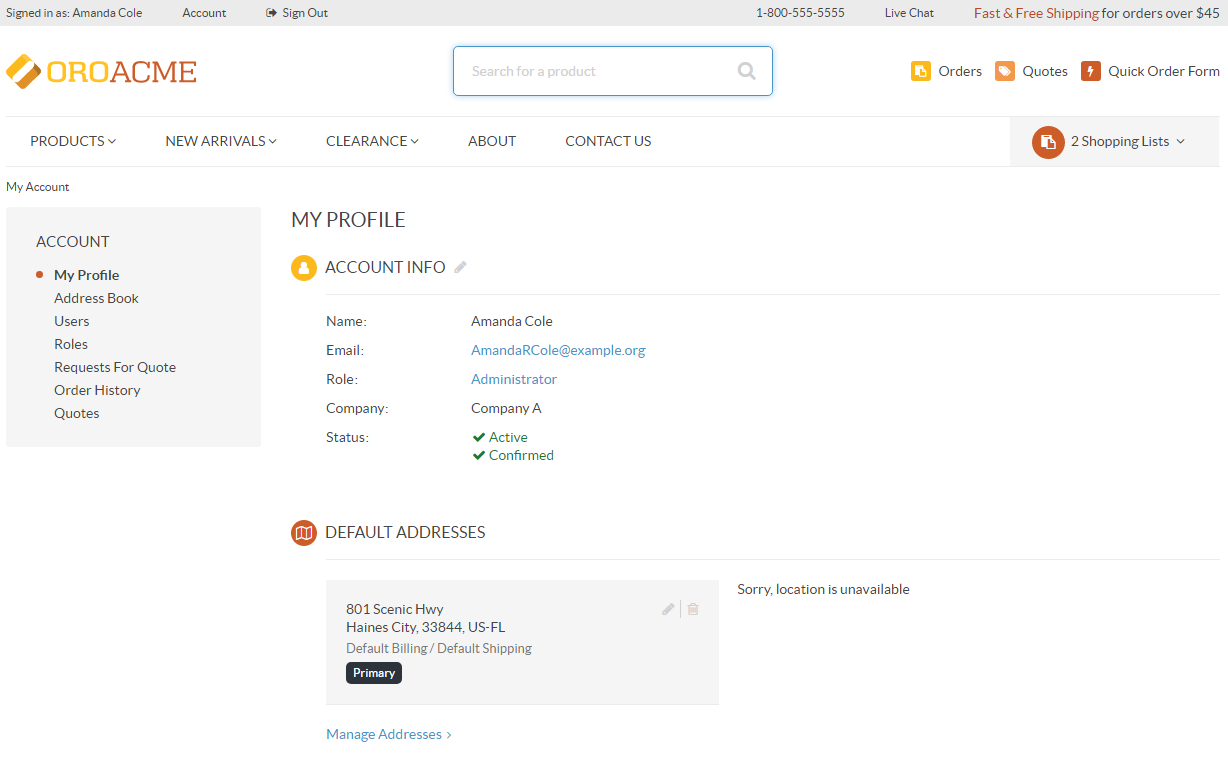 Signed in as: Amanda Cole Account Sign Out 1-800-555-5555 Live Chat Fast & Free Shipping for orders over $45
OROACME Search for a product Orders Quotes Quick Order Form
PRODUCTS NEW ARRIVALS CLEARANCE ABOUT CONTACT US 2 Shopping Lists
My Account
ACCOUNT
My Profile
Address Book
Users
Roles
Requests For Quote
Order History
Quotes
MY PROFILE
ACCOUNT INFO
Name: Amanda Cole
Email: AmandaRCole@example.org
Role: Administrator
Company: Company A
Status: Active
Confirmed
DEFAULT ADDRESSES
801 Scenic Hwy
Haines City, 33844, US-FL
Default Billing / Default Shipping
Primary
Sorry, location is unavailable
Manage Addresses